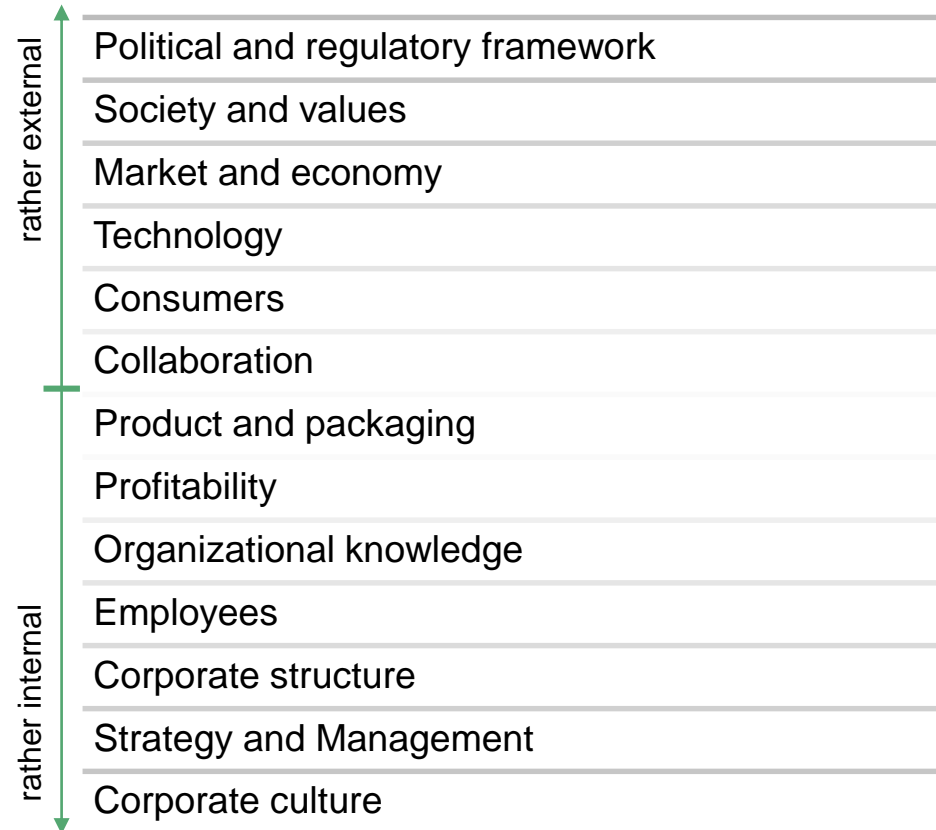 rather external
Political and regulatory framework
Society and values
Market and economy
Technology
Consumers
Collaboration
rather internal
Product and packaging
Profitability
Organizational knowledge
Employees
Corporate structure
Strategy and Management
Corporate culture